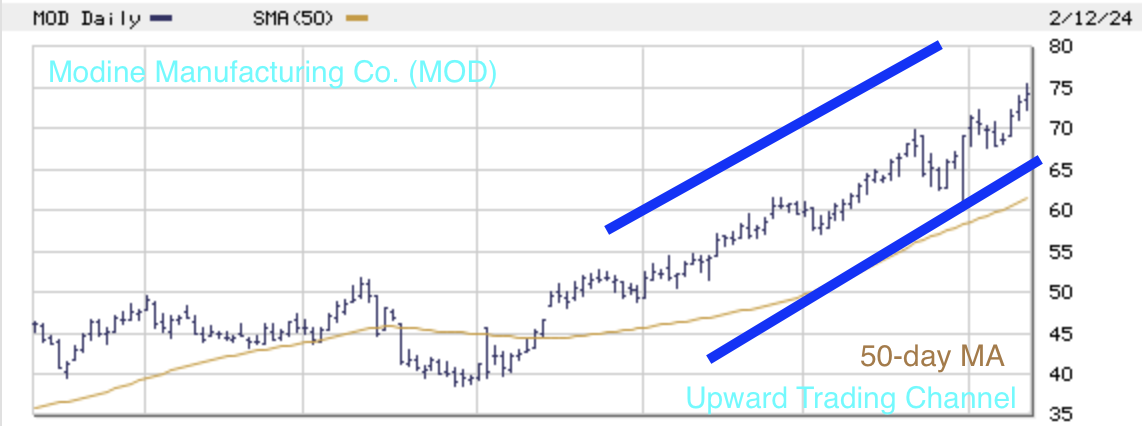 MOD Daily SMA(50) 2/12/24
Modine Manufacturing Co. (MOD)
80
75
70
65
60
55
50
45
50-day MA
40
Upward Trading Channel
35